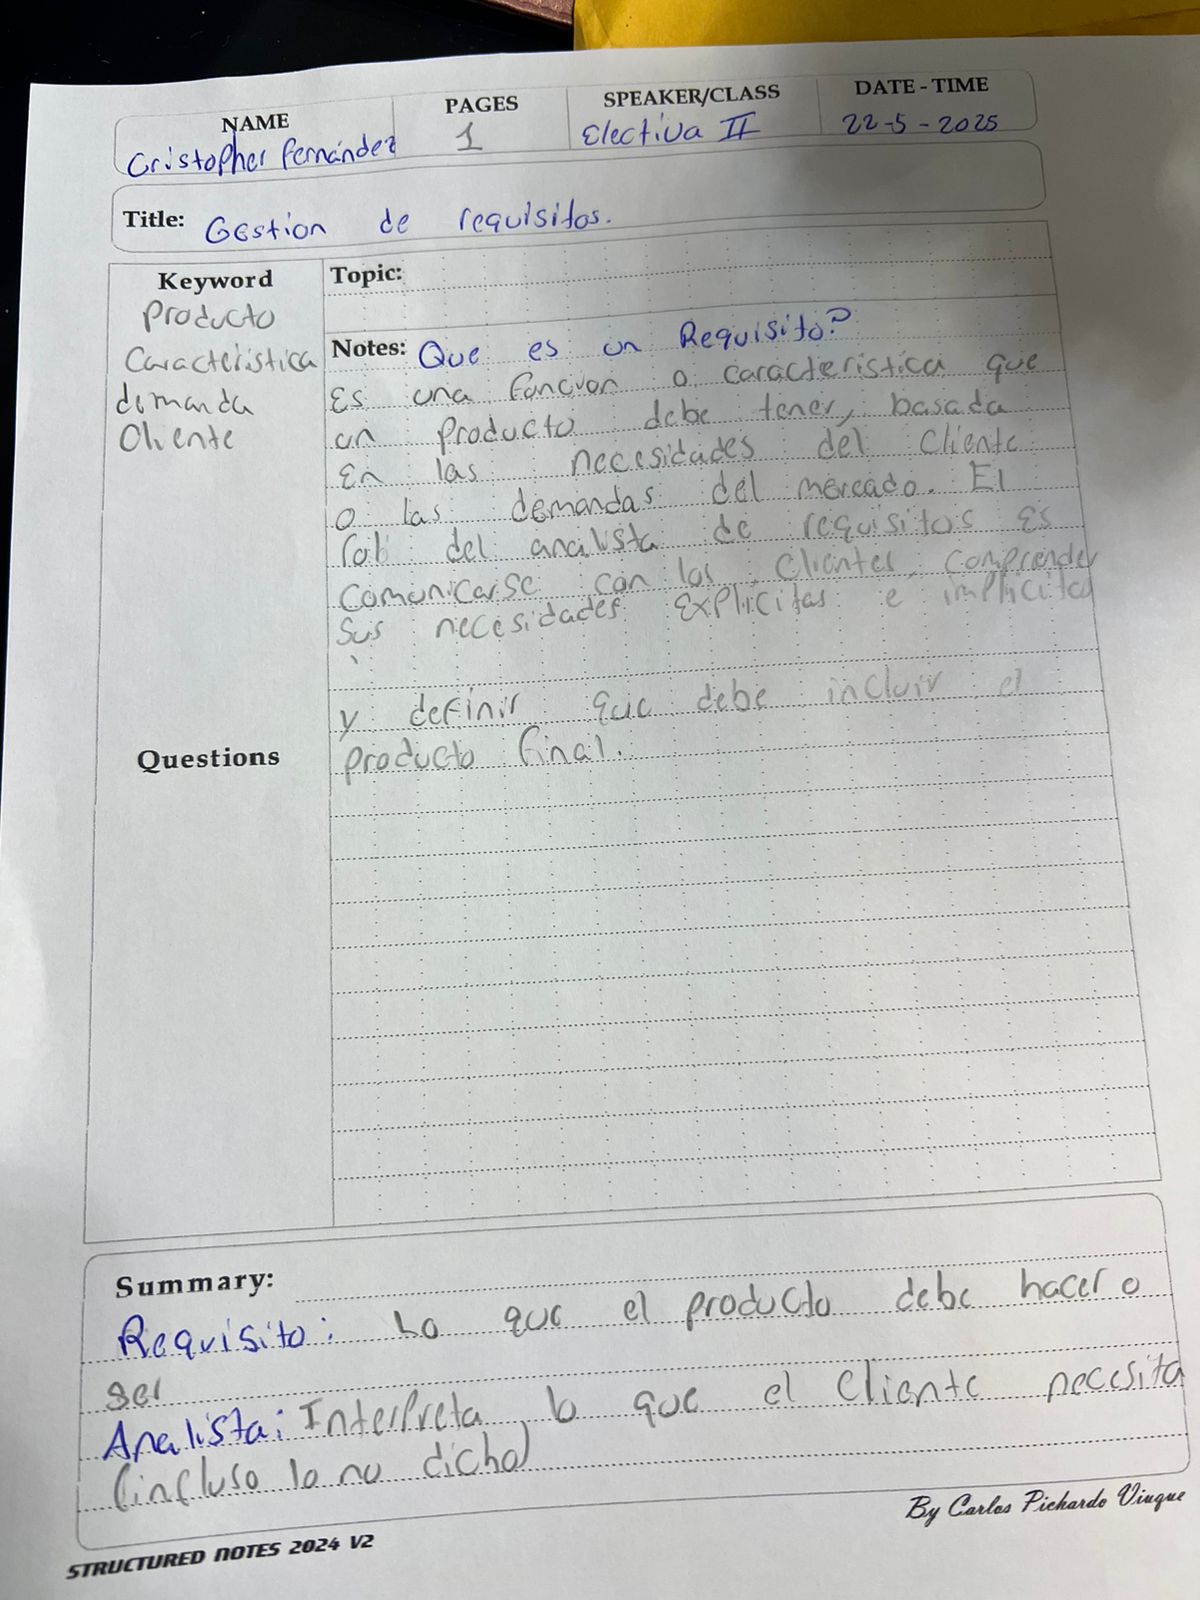 NAME PAGES SPEAKER/CLASS DATE - TIME
Cristopher Fernández 1 Electiva II 22-5-2025
Title: Gestion de requisitos.
Keyword
Producto
Caracteristica
demanda
Cliente
Topic:
Notes: Que es un Requisito?
Es una funcion o caracteristica que
un producto debe tener, basada
En las necesidades del cliente
o las demandas del mercado. El
rol del analista de requisitos es
Comunicarse con los clientes, comprender
Sus necesidades explicitas e implicitas
y definir que debe incluir el
producto final.
Questions
Summary:
Requisito: Lo que el producto debe hacer o
ser
Analista: Interpreta lo que el cliente necesita
(incluso lo no dicho)
By Carlos Pichardo Viuque
STRUCTURED NOTES 2024 V2